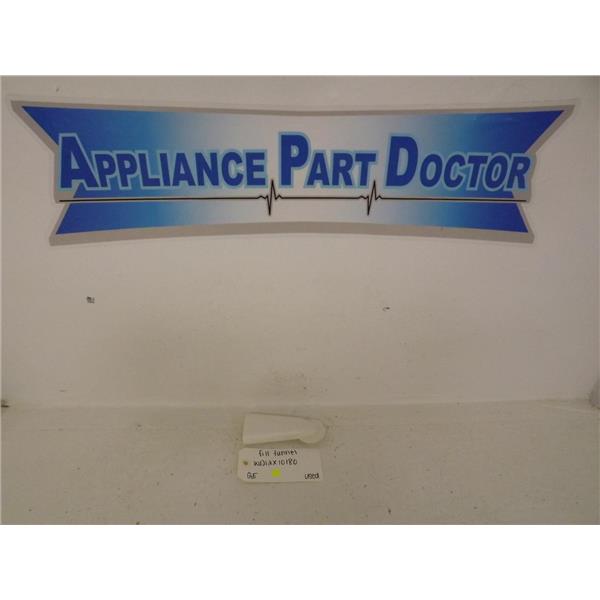 APPLIANCE PART DOCTOR
fill funnel
WD12X10180
GE used